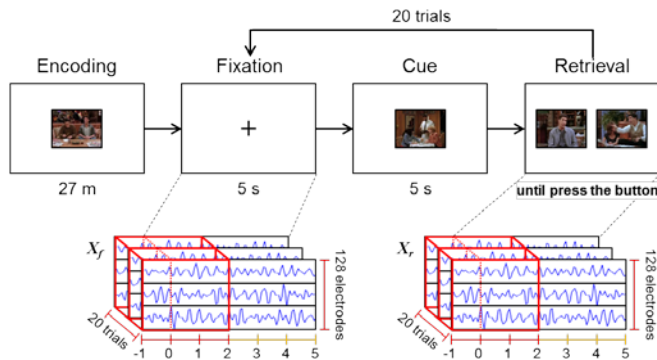 20 trials
Encoding
Fixation
Cue
Retrieval
+
27 m
5 s
5 s
until press the button
X_f
128 electrodes
20 trials
-1 0 1 2 3 4 5
X_r
128 electrodes
20 trials
-1 0 1 2 3 4 5